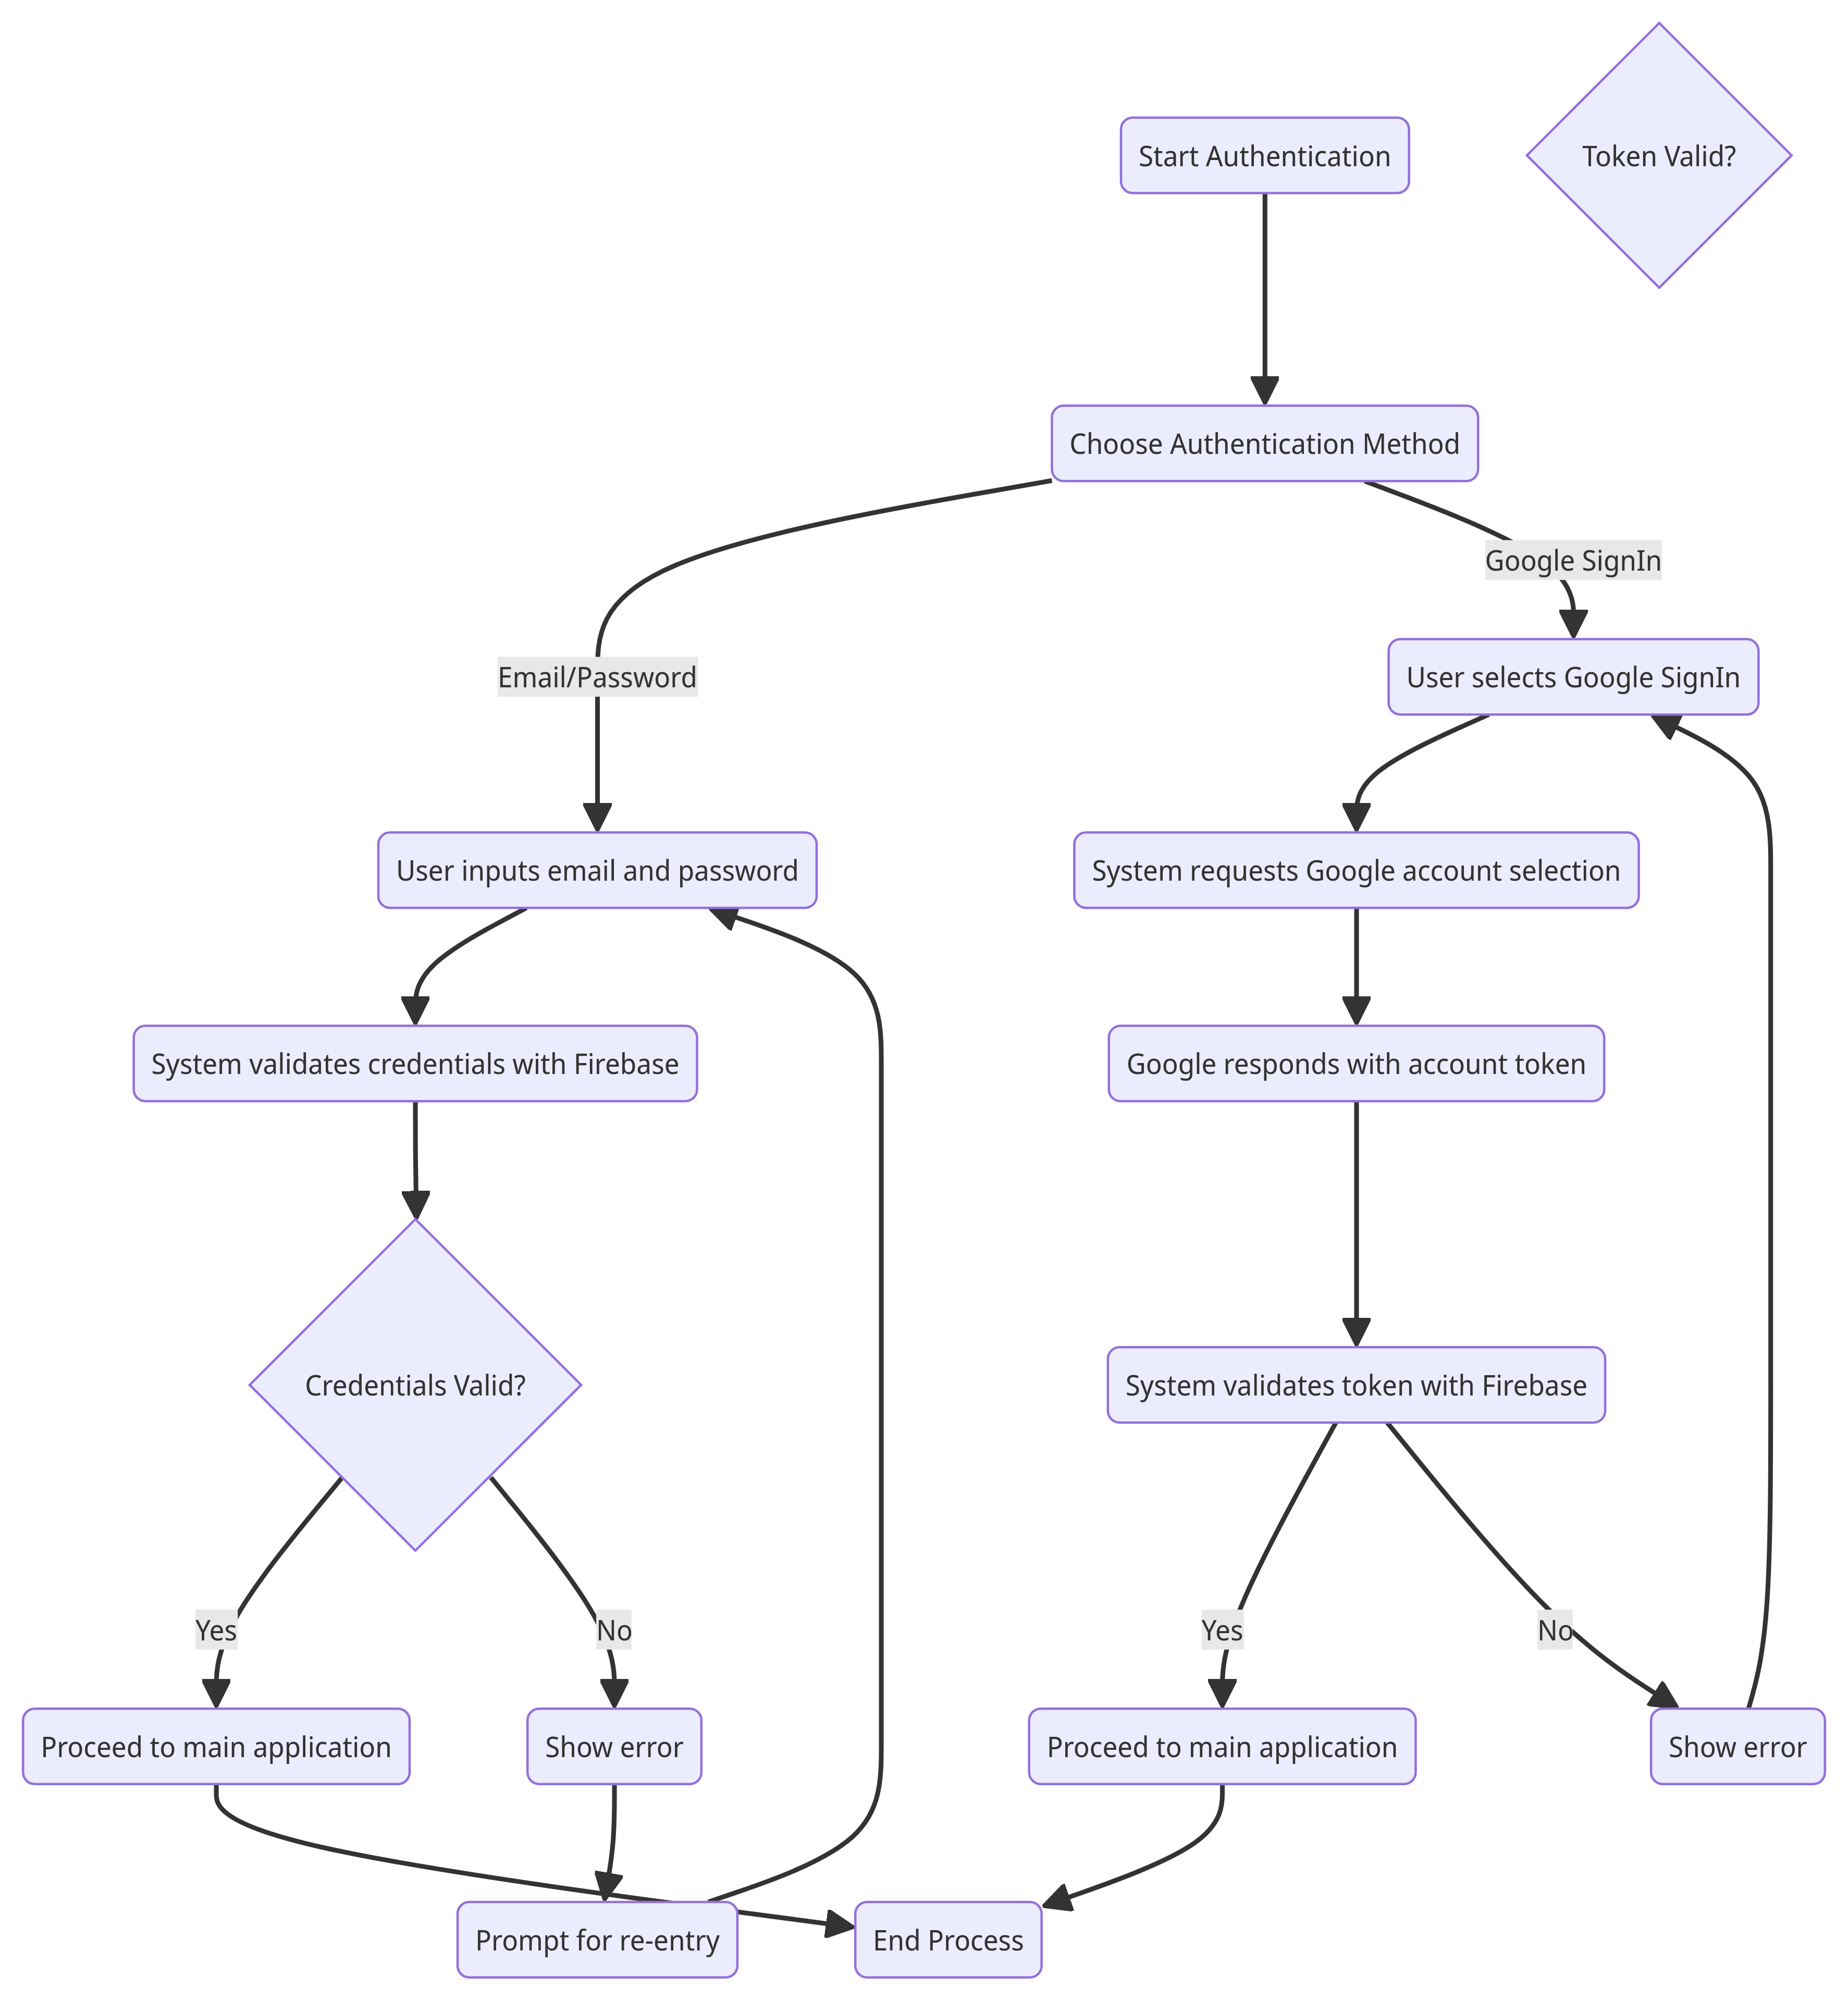 Start Authentication
Token Valid?
Choose Authentication Method
Google SignIn
Email/Password
User selects Google SignIn
User inputs email and password
System requests Google account selection
System validates credentials with Firebase
Google responds with account token
Credentials Valid?
System validates token with Firebase
Yes
No
Yes
No
Proceed to main application
Show error
Proceed to main application
Show error
Prompt for re-entry
End Process